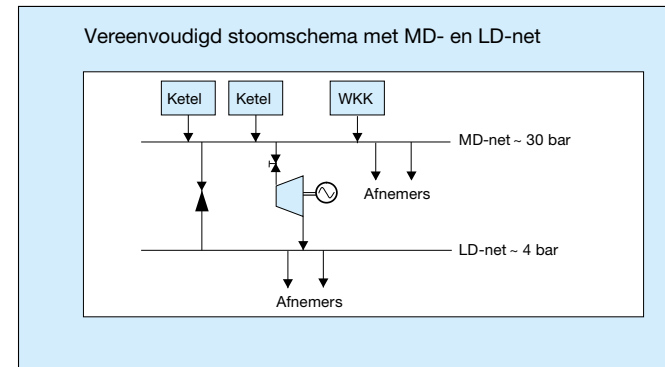 Vereenvoudigd stoomschema met MD- en LD-net
Ketel
Ketel
WKK
MD-net ~ 30 bar
Afnemers
LD-net ~ 4 bar
Afnemers